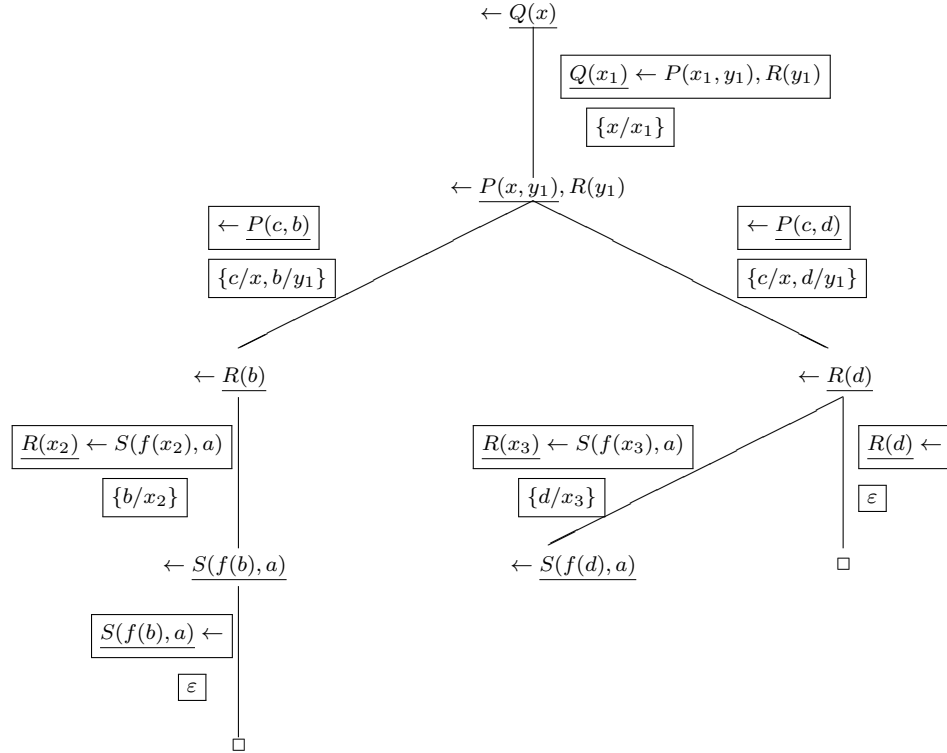 ← Q(x)
Q(x₁) ← P(x₁, y₁), R(y₁)
{x/x₁}
← P(x, y₁), R(y₁)
← P(c, b)
← P(c, d)
{c/x, b/y₁}
{c/x, d/y₁}
← R(b)
← R(d)
R(x₂) ← S(f(x₂), a)
R(x₃) ← S(f(x₃), a)
R(d) ←
{b/x₂}
{d/x₃}
ε
← S(f(b), a)
← S(f(d), a)
□
S(f(b), a) ←
ε
□